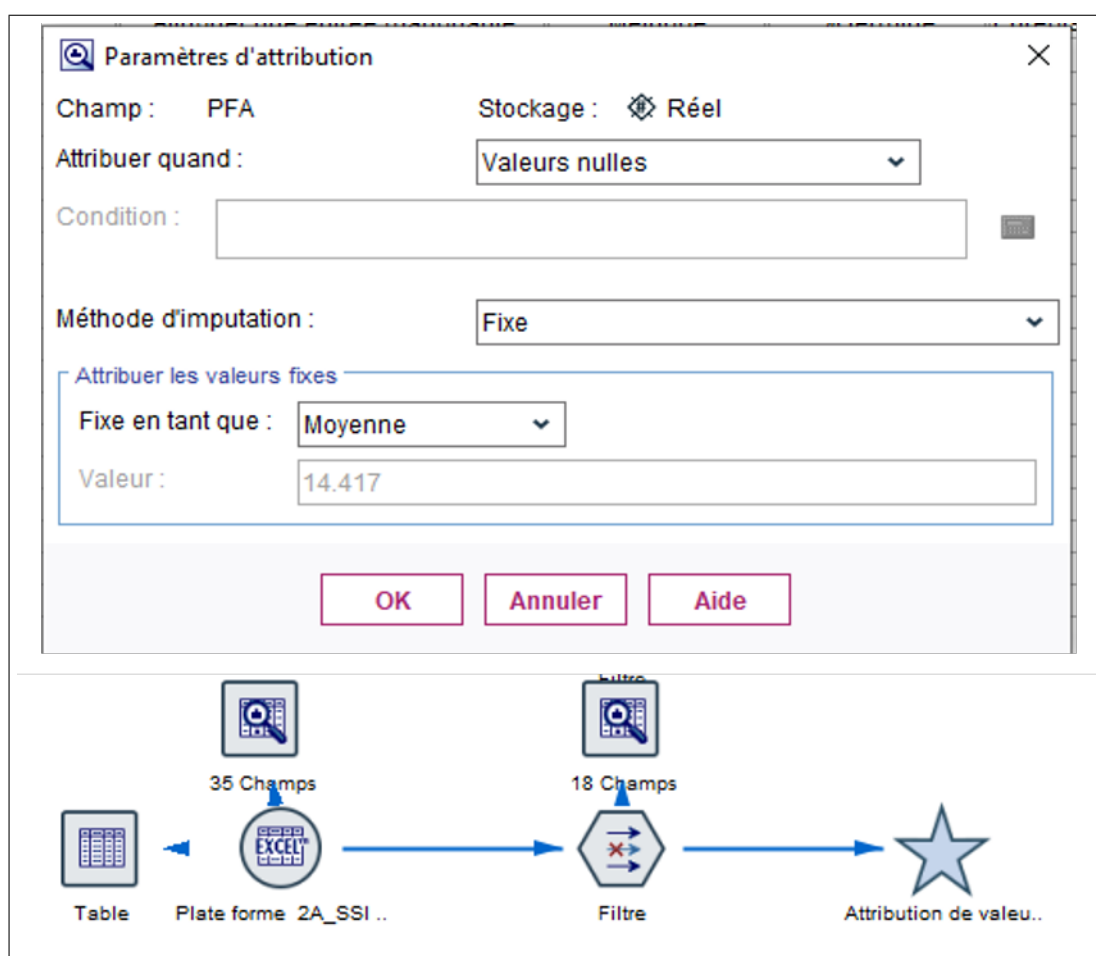 Paramètres d'attribution
Champ : PFA Stockage : Réel
Attribuer quand : Valeurs nulles
Condition :
Méthode d'imputation : Fixe
Attribuer les valeurs fixes
Fixe en tant que : Moyenne
Valeur : 14.417
OK Annuler Aide
Filtre
35 Champs 18 Champs
EXCEL
Table Plate forme 2A_SSI .. Filtre Attribution de valeu..